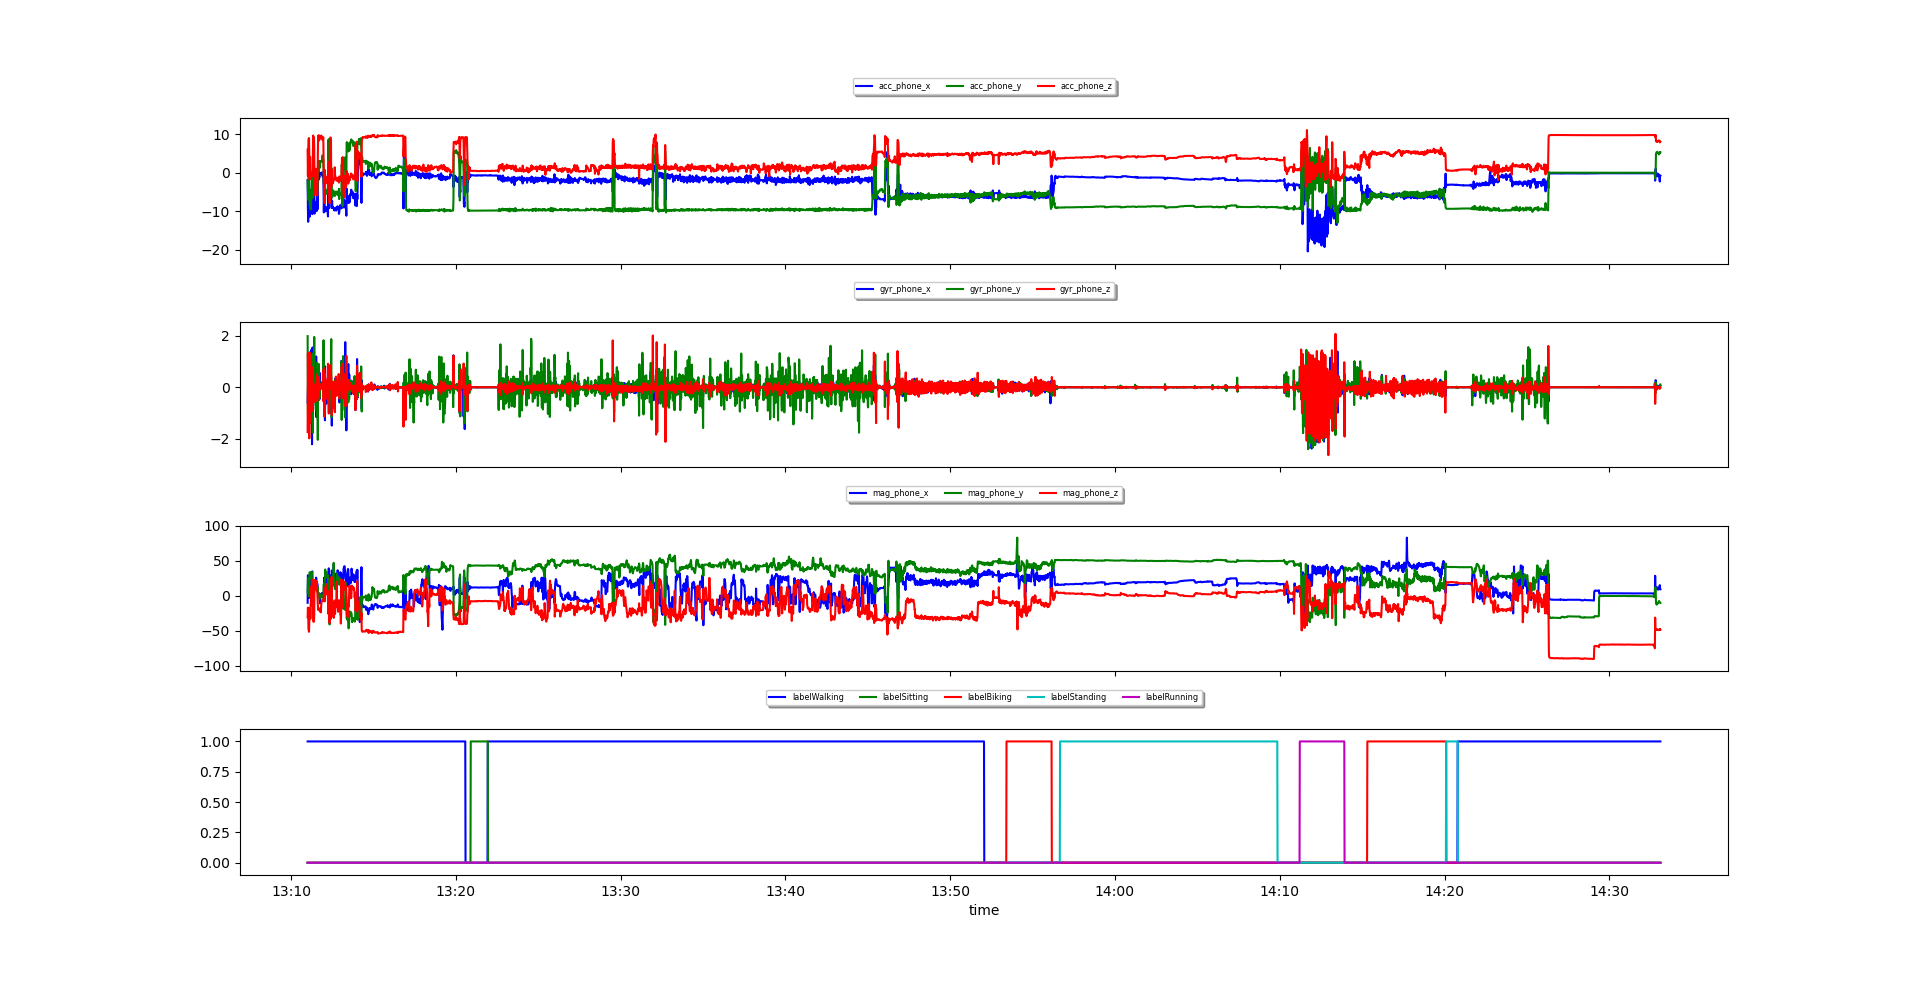 acc_phone_x acc_phone_y acc_phone_z
10
0
−10
−20
gyr_phone_x gyr_phone_y gyr_phone_z
2
0
−2
mag_phone_x mag_phone_y mag_phone_z
100
50
0
−50
−100
labelWalking labelSitting labelBiking labelStanding labelRunning
1.00
0.75
0.50
0.25
0.00
13:10 13:20 13:30 13:40 13:50 14:00 14:10 14:20 14:30
time